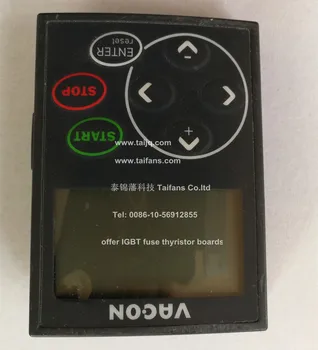 -
ENTER
reset
STOP
START
+
www.taijq.com
www.taifans.com
泰锦藩科技 Taifans Co.ltd
Tel: 0086-10-56912855
offer IGBT fuse thyristor boards
VACON